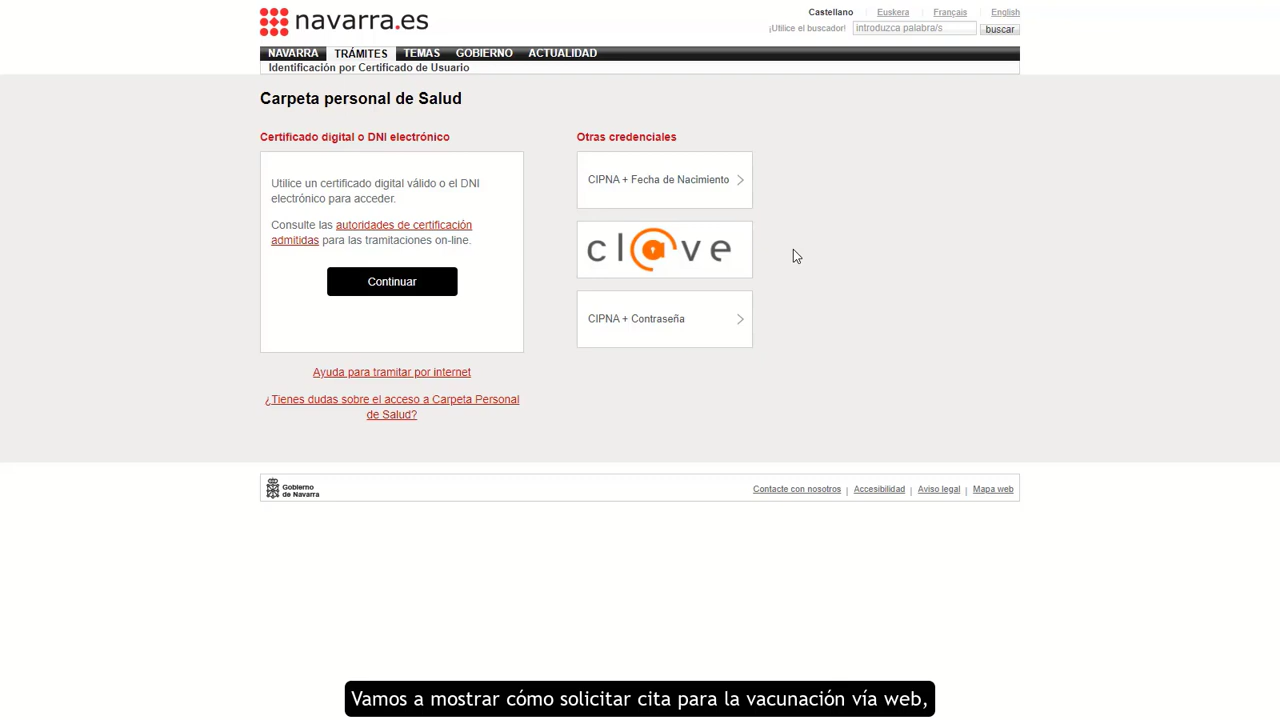 navarra.es
Castellano Euskera Français English
¡Utilice el buscador! introduzca palabra/s buscar
NAVARRA TRÁMITES TEMAS GOBIERNO ACTUALIDAD
Identificación por Certificado de Usuario
Carpeta personal de Salud
Certificado digital o DNI electrónico
Utilice un certificado digital válido o el DNI
electrónico para acceder.
Consulte las autoridades de certificación
admitidas para las tramitaciones on-line.
Continuar
Ayuda para tramitar por internet
¿Tienes dudas sobre el acceso a Carpeta Personal
de Salud?
Otras credenciales
CIPNA + Fecha de Nacimiento
cl@ve
CIPNA + Contraseña
Gobierno
de Navarra
Contacte con nosotros | Accesibilidad | Aviso legal | Mapa web
Vamos a mostrar cómo solicitar cita para la vacunación vía web,